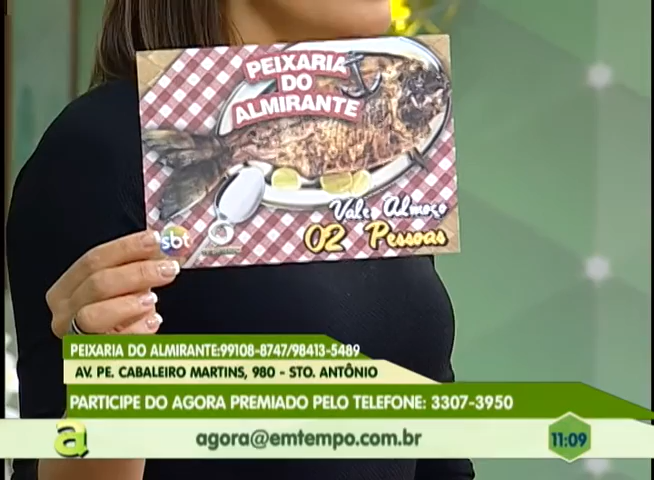 PEIXARIA
DO
ALMIRANTE
Vale Almoço
02 Pessoas
sbt
PEIXARIA DO ALMIRANTE:99108-8747/98413-5489
AV. PE. CABALEIRO MARTINS, 980 - STO. ANTÔNIO
PARTICIPE DO AGORA PREMIADO PELO TELEFONE: 3307-3950
a agora@emtempo.com.br 11:09